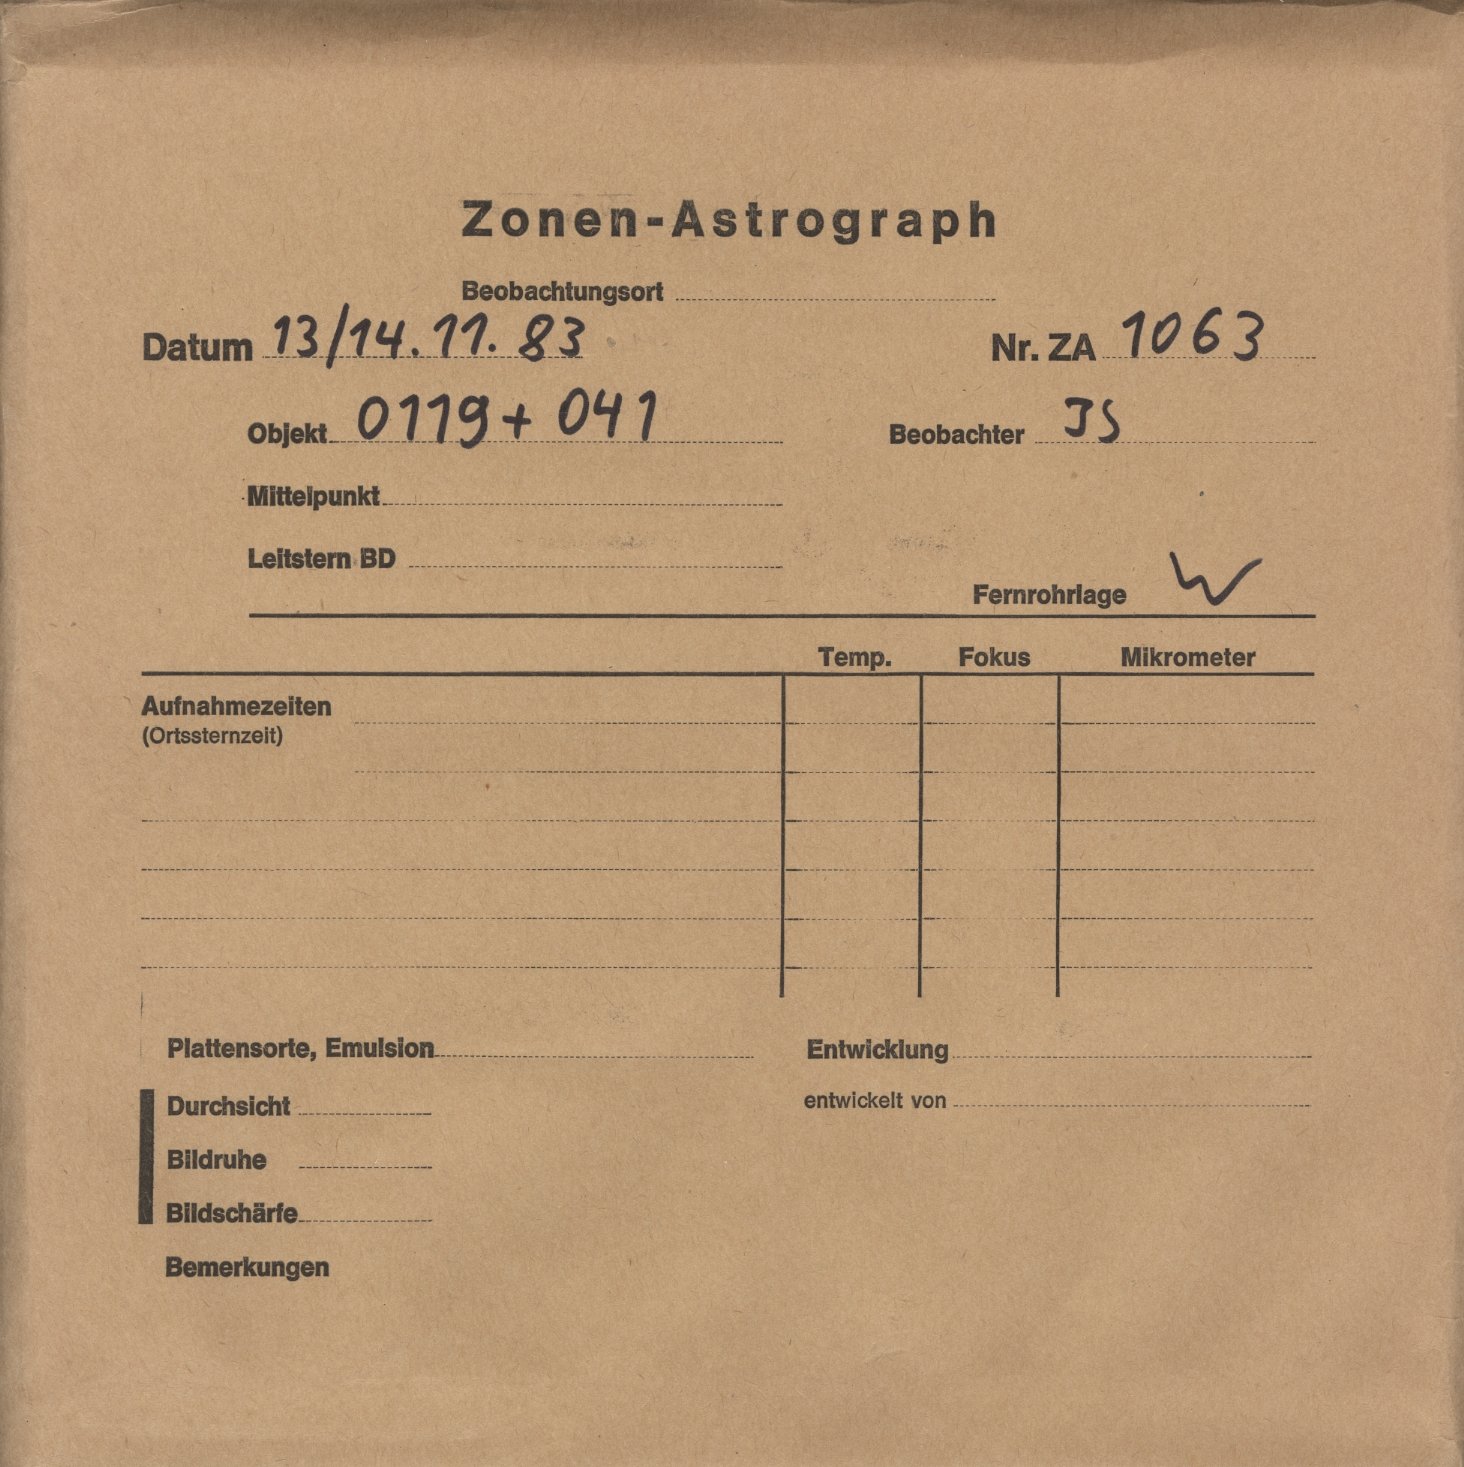 Zonen-Astrograph
Beobachtungsort
Datum 13/14.11.83 Nr. ZA 1063
Objekt 0119+041 Beobachter JS
Mittelpunkt
Leitstern BD
Fernrohrlage W
Temp. Fokus Mikrometer
Aufnahmezeiten
(Ortssternzeit)
Plattensorte, Emulsion Entwicklung
Durchsicht entwickelt von
Bildruhe
Bildschärfe
Bemerkungen